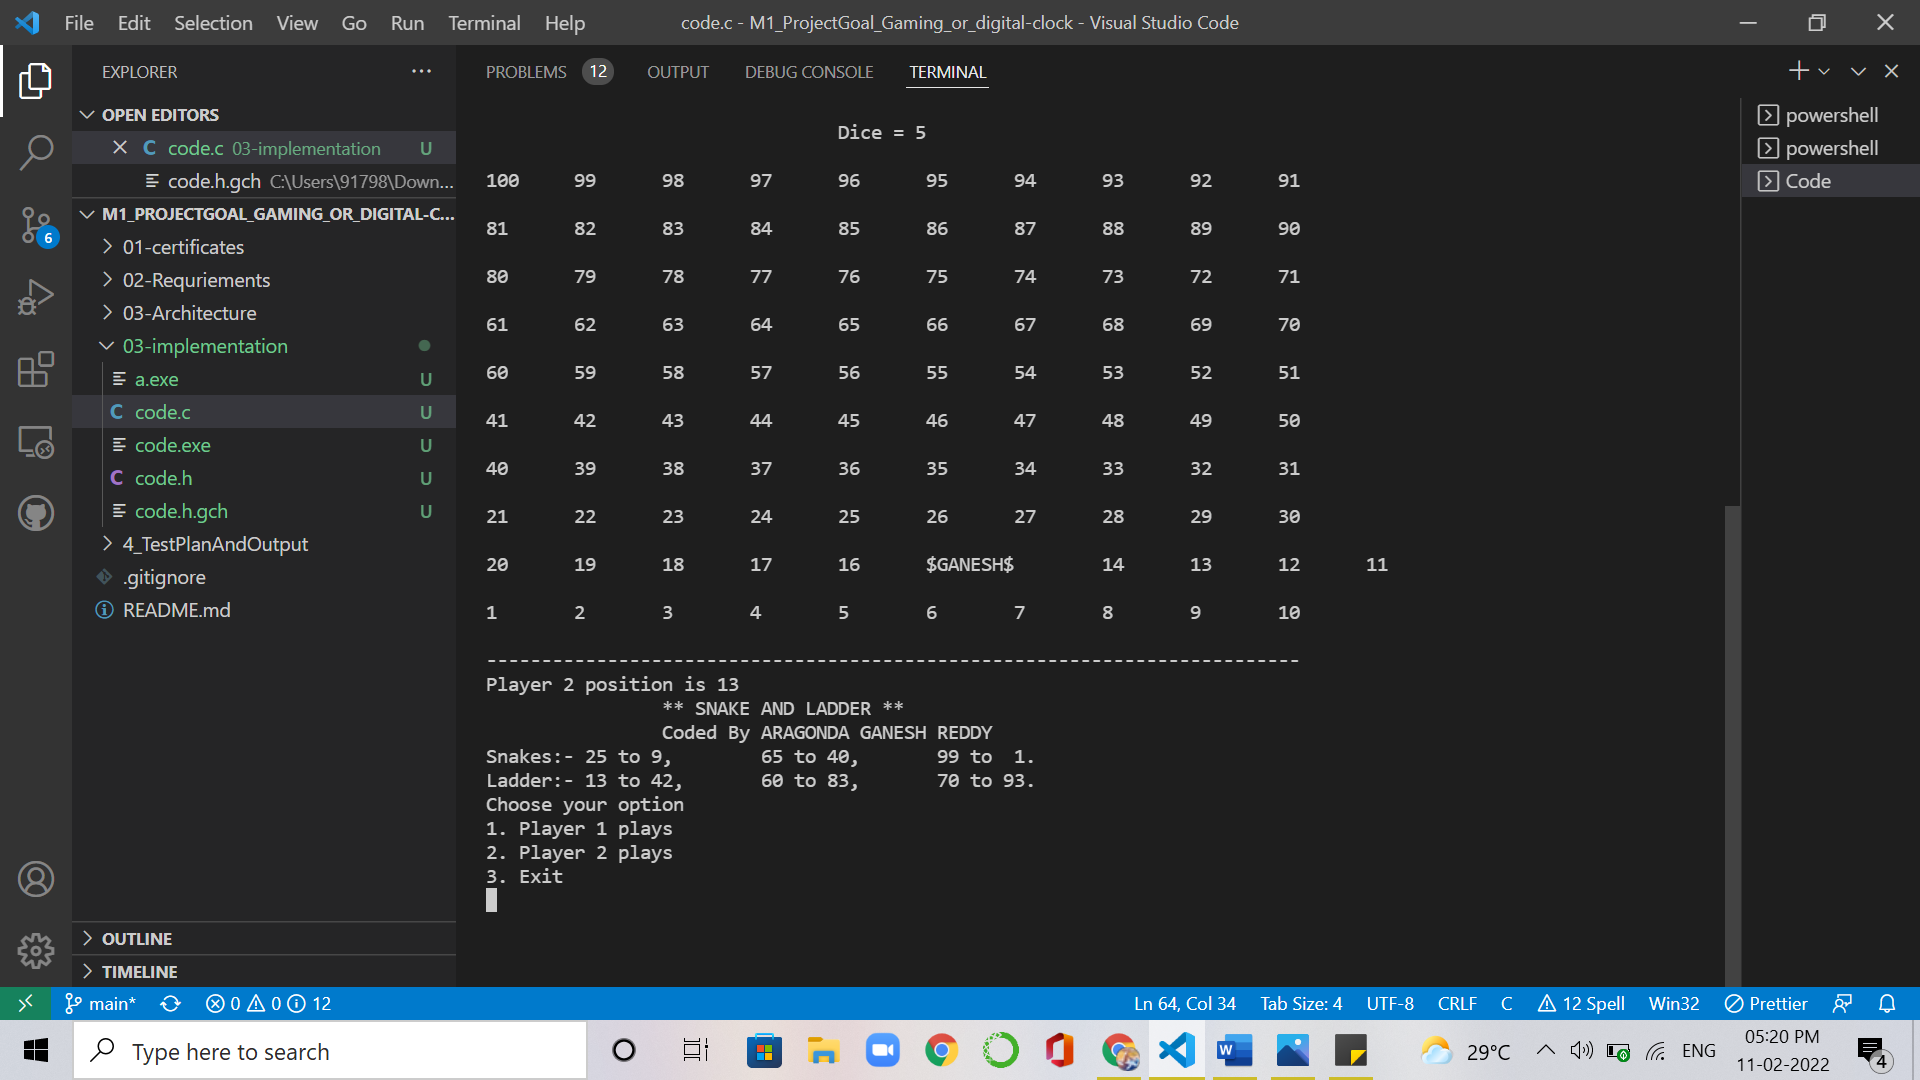 File Edit Selection View Go Run Terminal Help code.c - M1_ProjectGoal_Gaming_or_digital-clock - Visual Studio Code
EXPLORER
OPEN EDITORS
code.c 03-implementation U
code.h.gch C:\Users\91798\Down...
M1_PROJECTGOAL_GAMING_OR_DIGITAL-C...
01-certificates
02-Requriements
03-Architecture
03-implementation
a.exe U
code.c U
code.exe U
code.h U
code.h.gch U
4_TestPlanAndOutput
.gitignore
README.md
OUTLINE
TIMELINE
6
PROBLEMS 12 OUTPUT DEBUG CONSOLE TERMINAL
Dice = 5
100 99 98 97 96 95 94 93 92 91
81 82 83 84 85 86 87 88 89 90
80 79 78 77 76 75 74 73 72 71
61 62 63 64 65 66 67 68 69 70
60 59 58 57 56 55 54 53 52 51
41 42 43 44 45 46 47 48 49 50
40 39 38 37 36 35 34 33 32 31
21 22 23 24 25 26 27 28 29 30
20 19 18 17 16 $GANESH$ 14 13 12 11
1 2 3 4 5 6 7 8 9 10
--------------------------------------------------------------------------
Player 2 position is 13
** SNAKE AND LADDER **
Coded By ARAGONDA GANESH REDDY
Snakes:- 25 to 9, 65 to 40, 99 to 1.
Ladder:- 13 to 42, 60 to 83, 70 to 93.
Choose your option
1. Player 1 plays
2. Player 2 plays
3. Exit
powershell
powershell
Code
main* 0 0 12 Ln 64, Col 34 Tab Size: 4 UTF-8 CRLF C 12 Spell Win32 Prettier
Type here to search 29°C ENG 05:20 PM
11-02-2022
4